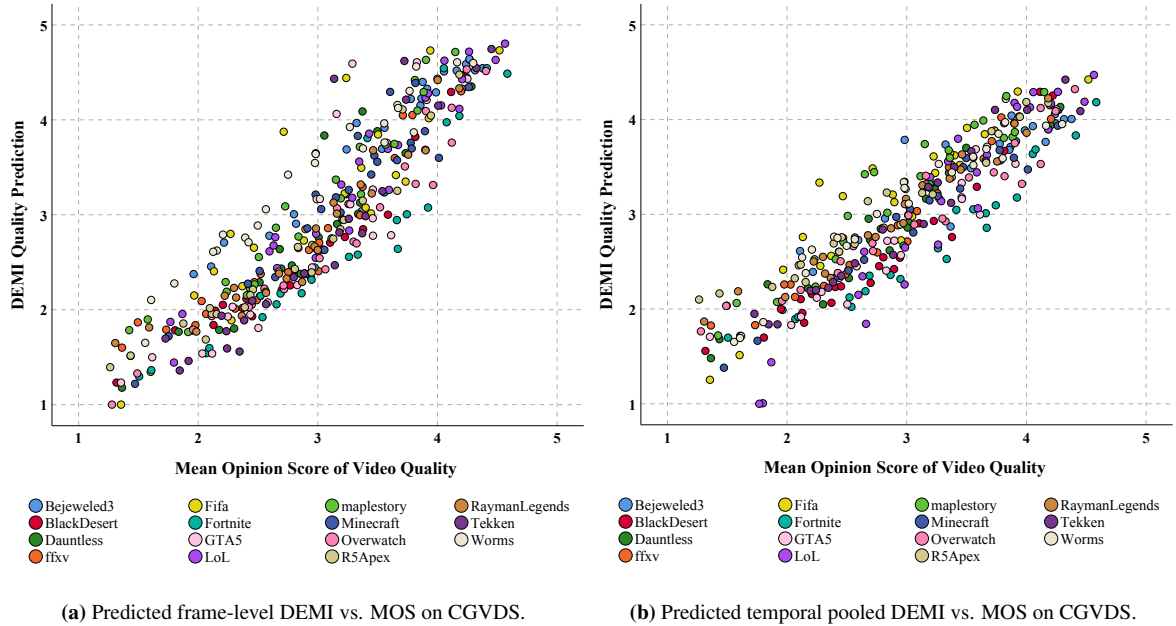 5
4
3
2
1
DEMI Quality Prediction
1 2 3 4 5
Mean Opinion Score of Video Quality
Bejeweled3 Fifa maplestory RaymanLegends
BlackDesert Fortnite Minecraft Tekken
Dauntless GTA5 Overwatch Worms
ffxv LoL R5Apex
(a) Predicted frame-level DEMI vs. MOS on CGVDS.
5
4
3
2
1
DEMI Quality Prediction
1 2 3 4 5
Mean Opinion Score of Video Quality
Bejeweled3 Fifa maplestory RaymanLegends
BlackDesert Fortnite Minecraft Tekken
Dauntless GTA5 Overwatch Worms
ffxv LoL R5Apex
(b) Predicted temporal pooled DEMI vs. MOS on CGVDS.